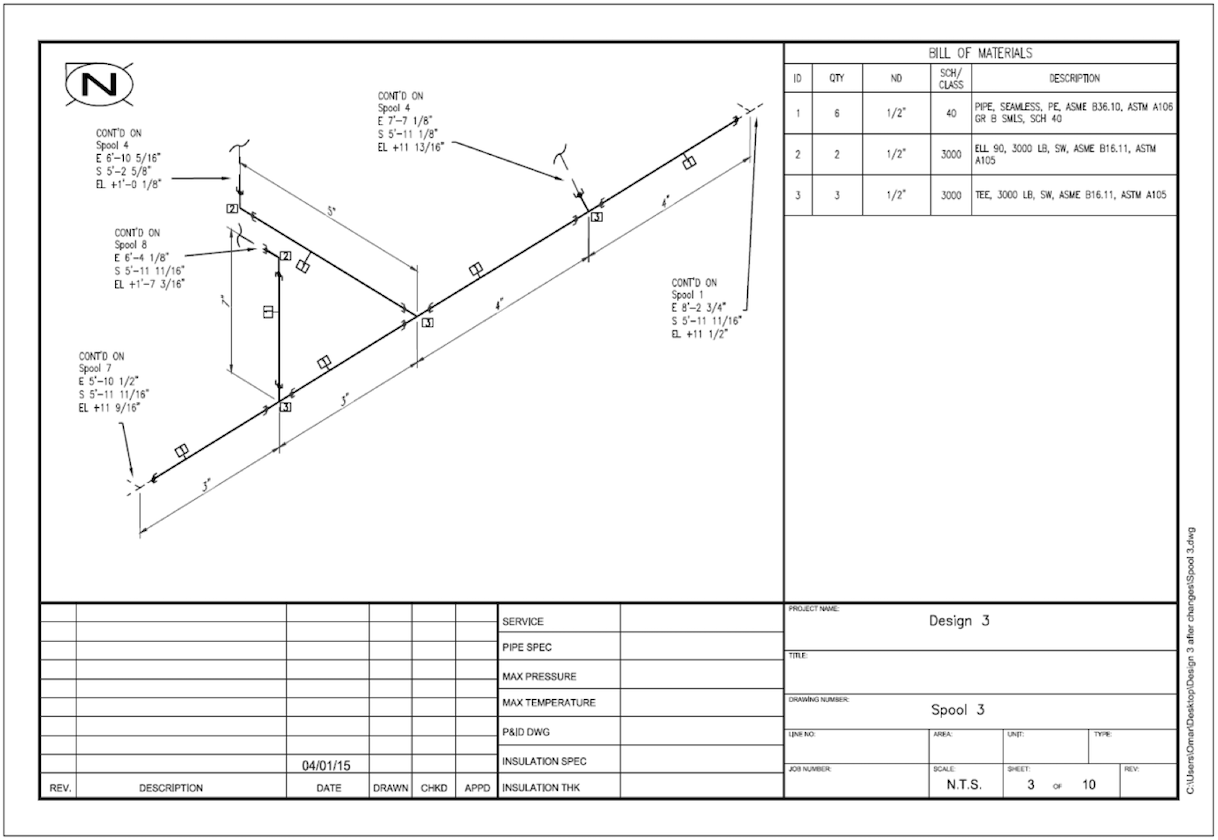 N
CONT'D ON
Spool 4
E 6'-10 5/16"
S 5'-2 5/8"
EL +1'-0 1/8"
CONT'D ON
Spool 4
E 7'-7 1/8"
S 5'-11 1/8"
EL +11 13/16"
CONT'D ON
Spool 8
E 6'-4 1/8"
S 5'-11 11/16"
EL +1'-7 3/16"
CONT'D ON
Spool 1
E 8'-2 3/4"
S 5'-11 11/16"
EL +11 1/2"
CONT'D ON
Spool 7
E 5'-10 1/2"
S 5'-11 11/16"
EL +11 9/16"
2
5"
1
3
4"
1
2
1
4"
1
7"
3
1
3"
3
1
3"
BILL OF MATERIALS
ID QTY ND SCH/ CLASS DESCRIPTION
1 6 1/2" 40 PIPE, SEAMLESS, PE, ASME B36.10, ASTM A106
GR B SMLS, SCH 40
2 2 1/2" 3000 ELL 90, 3000 LB, SW, ASME B16.11, ASTM
A105
3 3 1/2" 3000 TEE, 3000 LB, SW, ASME B16.11, ASTM A105
04/01/15
REV. DESCRIPTION DATE DRAWN CHKD APPD
SERVICE
PIPE SPEC
MAX PRESSURE
MAX TEMPERATURE
P&ID DWG
INSULATION SPEC
INSULATION THK
PROJECT NAME:
Design 3
TITLE:
DRAWING NUMBER:
Spool 3
LINE NO: AREA: UNIT: TYPE:
JOB NUMBER: SCALE: SHEET: REV:
N.T.S. 3 OF 10
C:\Users\Omar\Desktop\Design 3 after changes\Spool 3.dwg